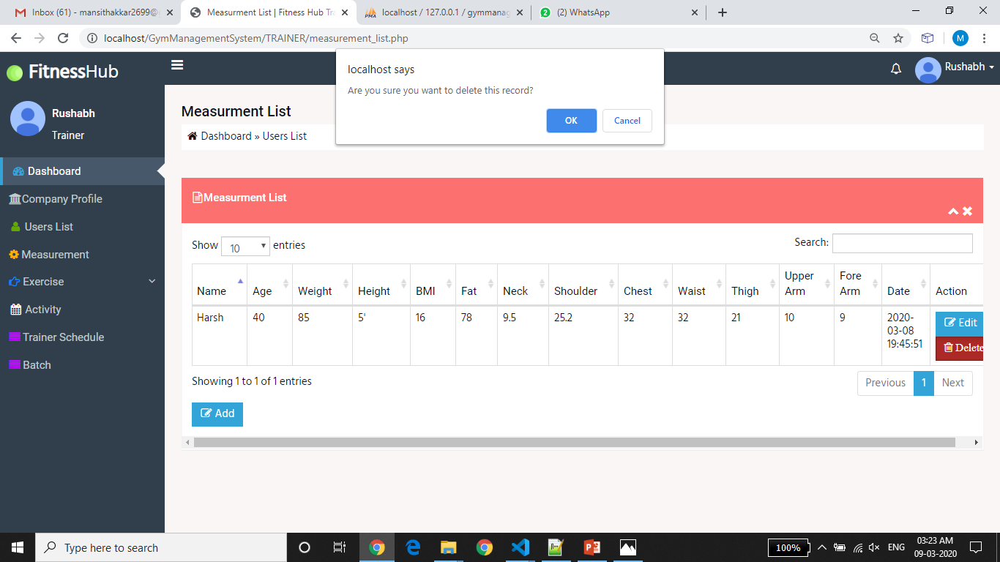 Inbox (61) - mansithakkar2699@
Measurment List | Fitness Hub Tra
localhost / 127.0.0.1 / gymmanag
(2) WhatsApp
localhost/GymManagementSystem/TRAINER/measurement_list.php
M
FitnessHub
Rushabh
localhost says
Are you sure you want to delete this record?
OK
Cancel
Rushabh
Trainer
Measurment List
Dashboard » Users List
Dashboard
Company Profile
Users List
Measurement
Exercise
Activity
Trainer Schedule
Batch
Measurment List
Show 10 entries
Search:
Name Age Weight Height BMI Fat Neck Shoulder Chest Waist Thigh Upper Arm Fore Arm Date Action
Harsh 40 85 5' 16 78 9.5 25.2 32 32 21 10 9 2020-03-08 19:45:51
Edit
Delete
Showing 1 to 1 of 1 entries
Previous 1 Next
Add
Type here to search
100%
ENG
03:23 AM
09-03-2020